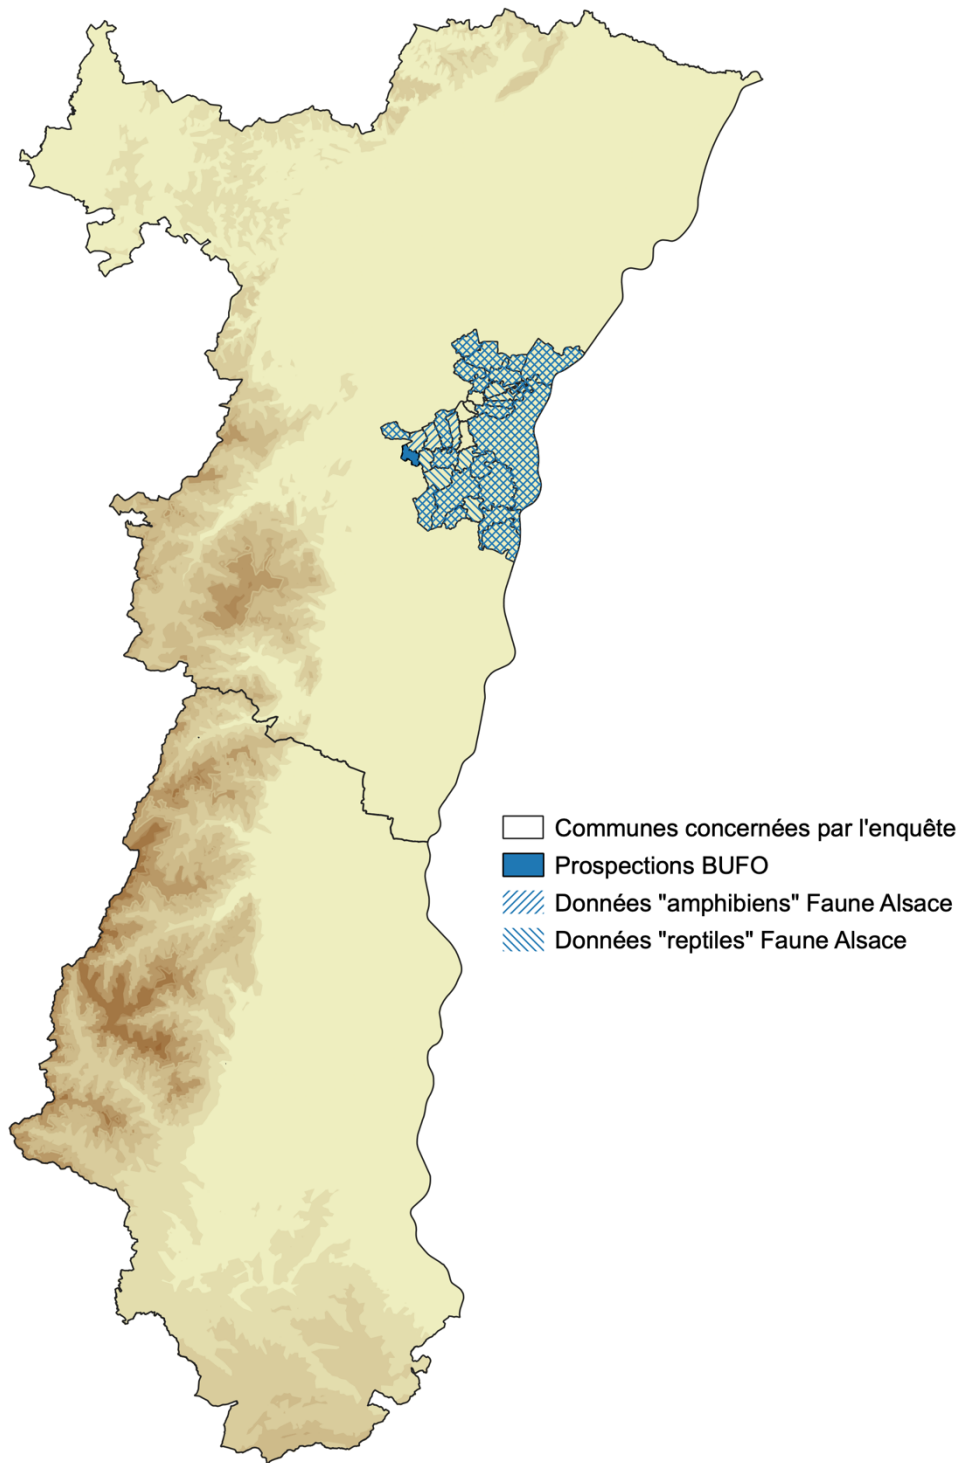 Communes concernées par l'enquête
Prospections BUFO
Données "amphibiens" Faune Alsace
Données "reptiles" Faune Alsace